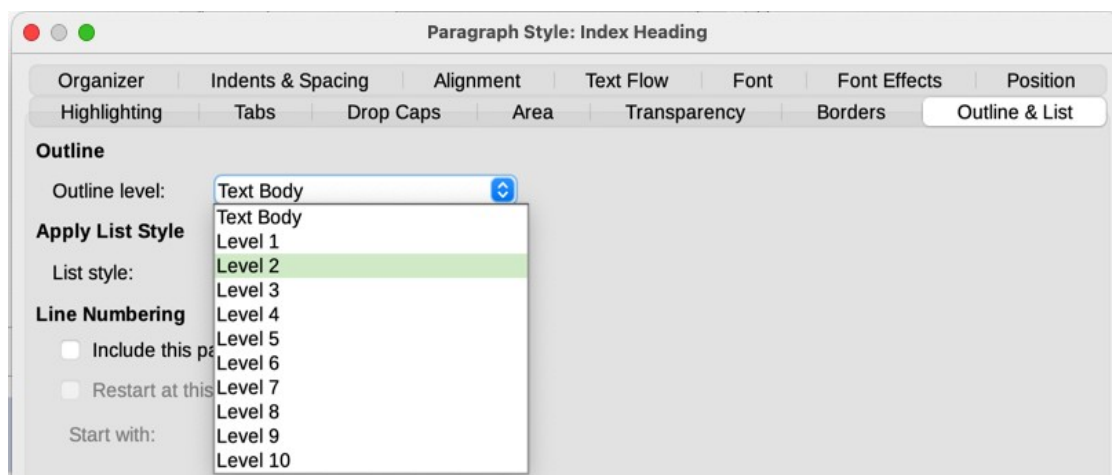 Paragraph Style: Index Heading
Organizer Indents & Spacing Alignment Text Flow Font Font Effects Position
Highlighting Tabs Drop Caps Area Transparency Borders Outline & List
Outline
Outline level: Text Body
Text Body
Apply List Style
Level 1
Level 2
List style:
Level 3
Line Numbering
Level 4
Level 5
Include this pa
Level 6
Restart at this
Level 7
Level 8
Start with:
Level 9
Level 10